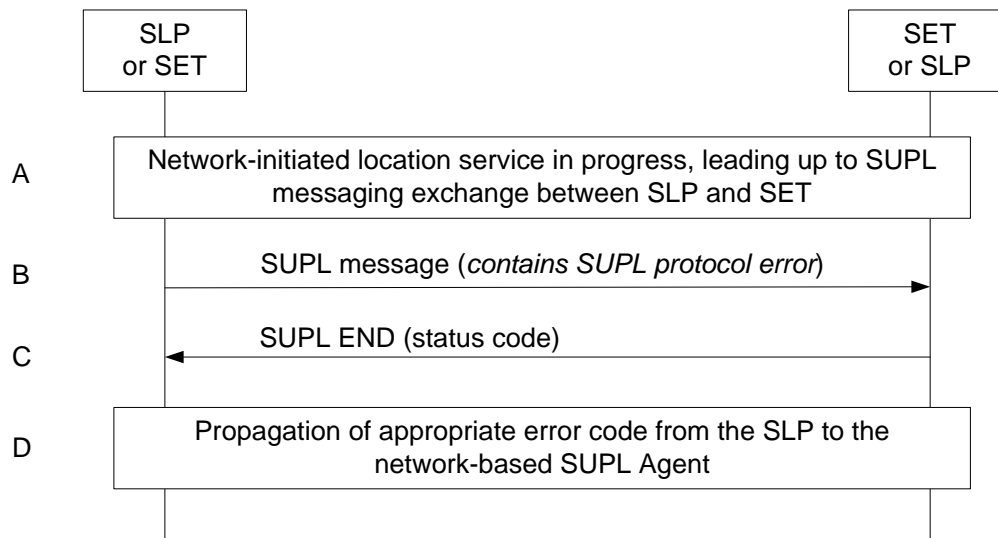 SLP
or SET
SET
or SLP
A
Network-initiated location service in progress, leading up to SUPL
messaging exchange between SLP and SET
B
SUPL message (contains SUPL protocol error)
C
SUPL END (status code)
D
Propagation of appropriate error code from the SLP to the
network-based SUPL Agent